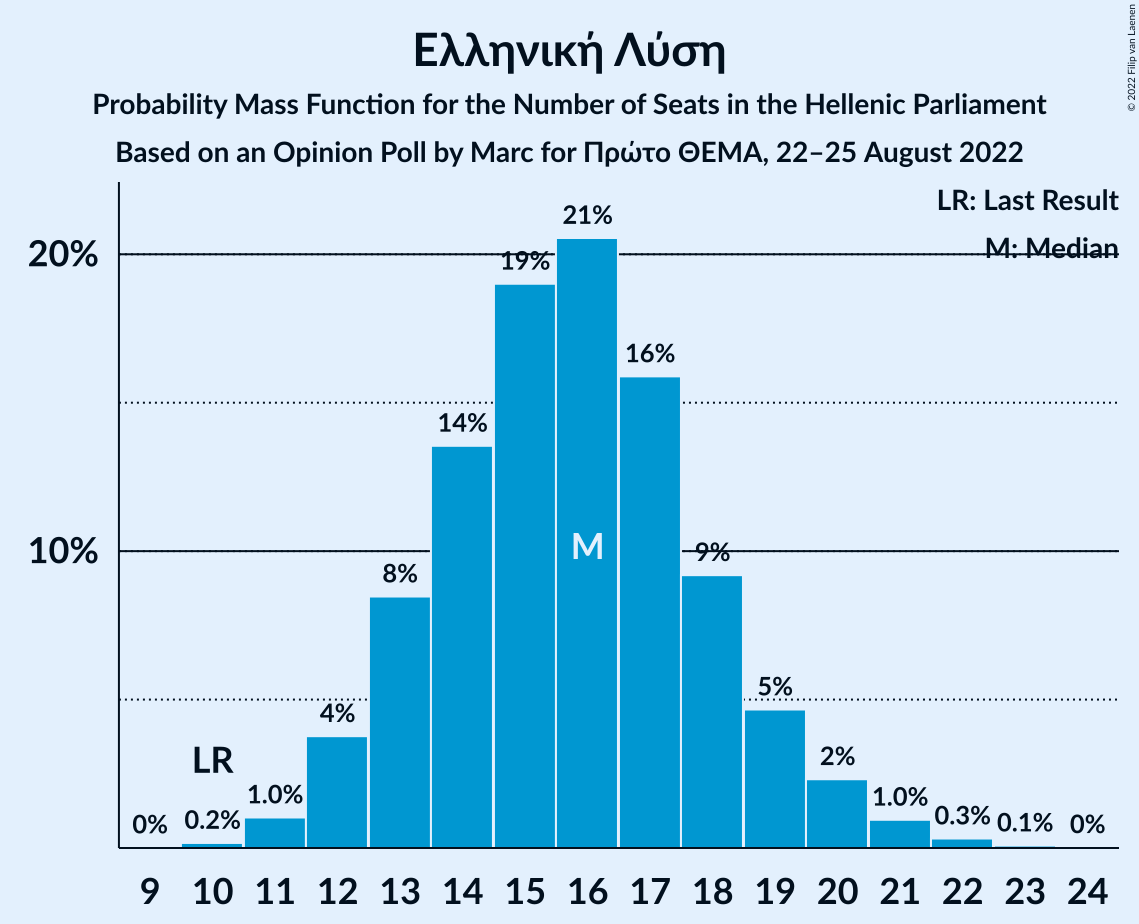 Ελληνική Λύση
Probability Mass Function for the Number of Seats in the Hellenic Parliament
Based on an Opinion Poll by Marc for Πρώτο ΘΕΜΑ, 22–25 August 2022
© 2022 Filip van Laenen
LR: Last Result
M: Median
20%
10%
0%
0.2%
1.0%
4%
8%
14%
19%
21%
16%
9%
5%
2%
1.0%
0.3%
0.1%
0%
LR
M
9 10 11 12 13 14 15 16 17 18 19 20 21 22 23 24